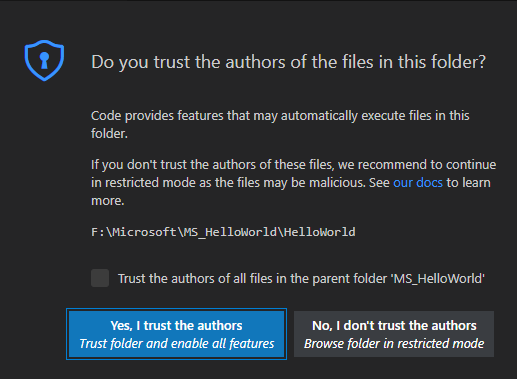 Do you trust the authors of the files in this folder?
Code provides features that may automatically execute files in this
folder.
If you don't trust the authors of these files, we recommend to continue
in restricted mode as the files may be malicious. See our docs to learn
more.
F:\Microsoft\MS_HelloWorld\HelloWorld
Trust the authors of all files in the parent folder 'MS_HelloWorld'
Yes, I trust the authors
Trust folder and enable all features
No, I don't trust the authors
Browse folder in restricted mode